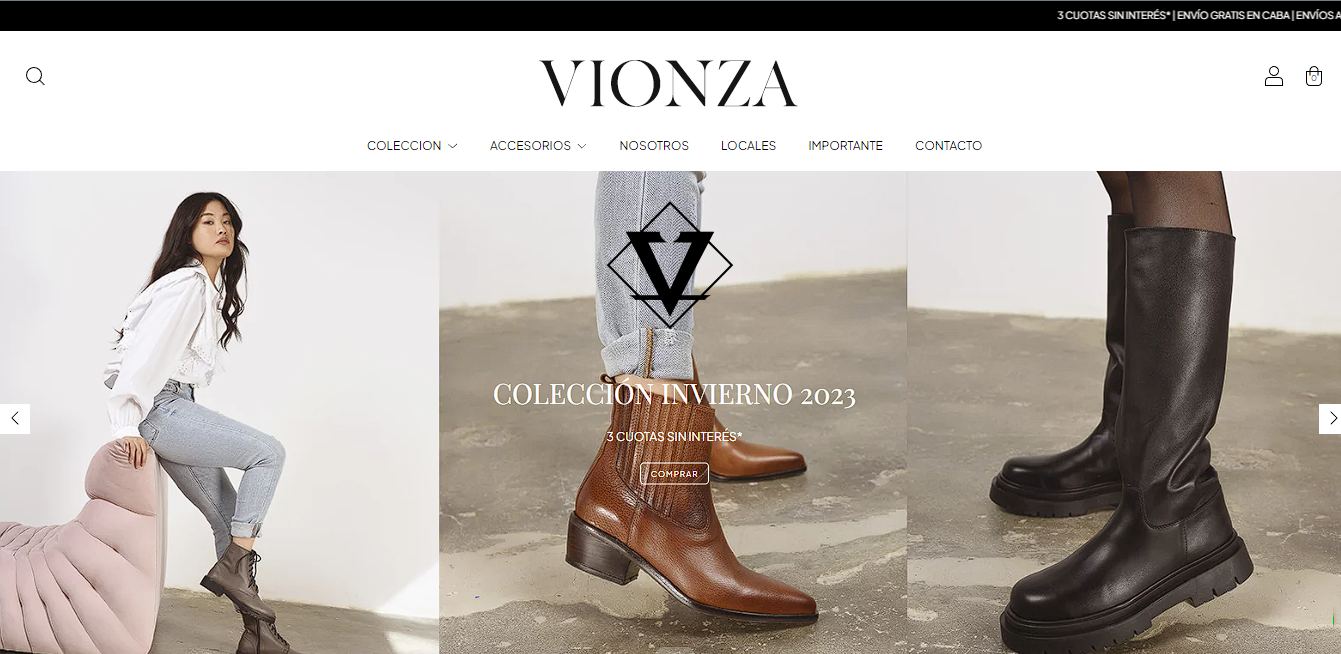 3 CUOTAS SIN INTERÉS* | ENVÍO GRATIS EN CABA | ENVÍOS A
VIONZA
0
COLECCION
ACCESORIOS
NOSOTROS
LOCALES
IMPORTANTE
CONTACTO
V
COLECCIÓN INVIERNO 2023
3 CUOTAS SIN INTERÉS*
COMPRAR